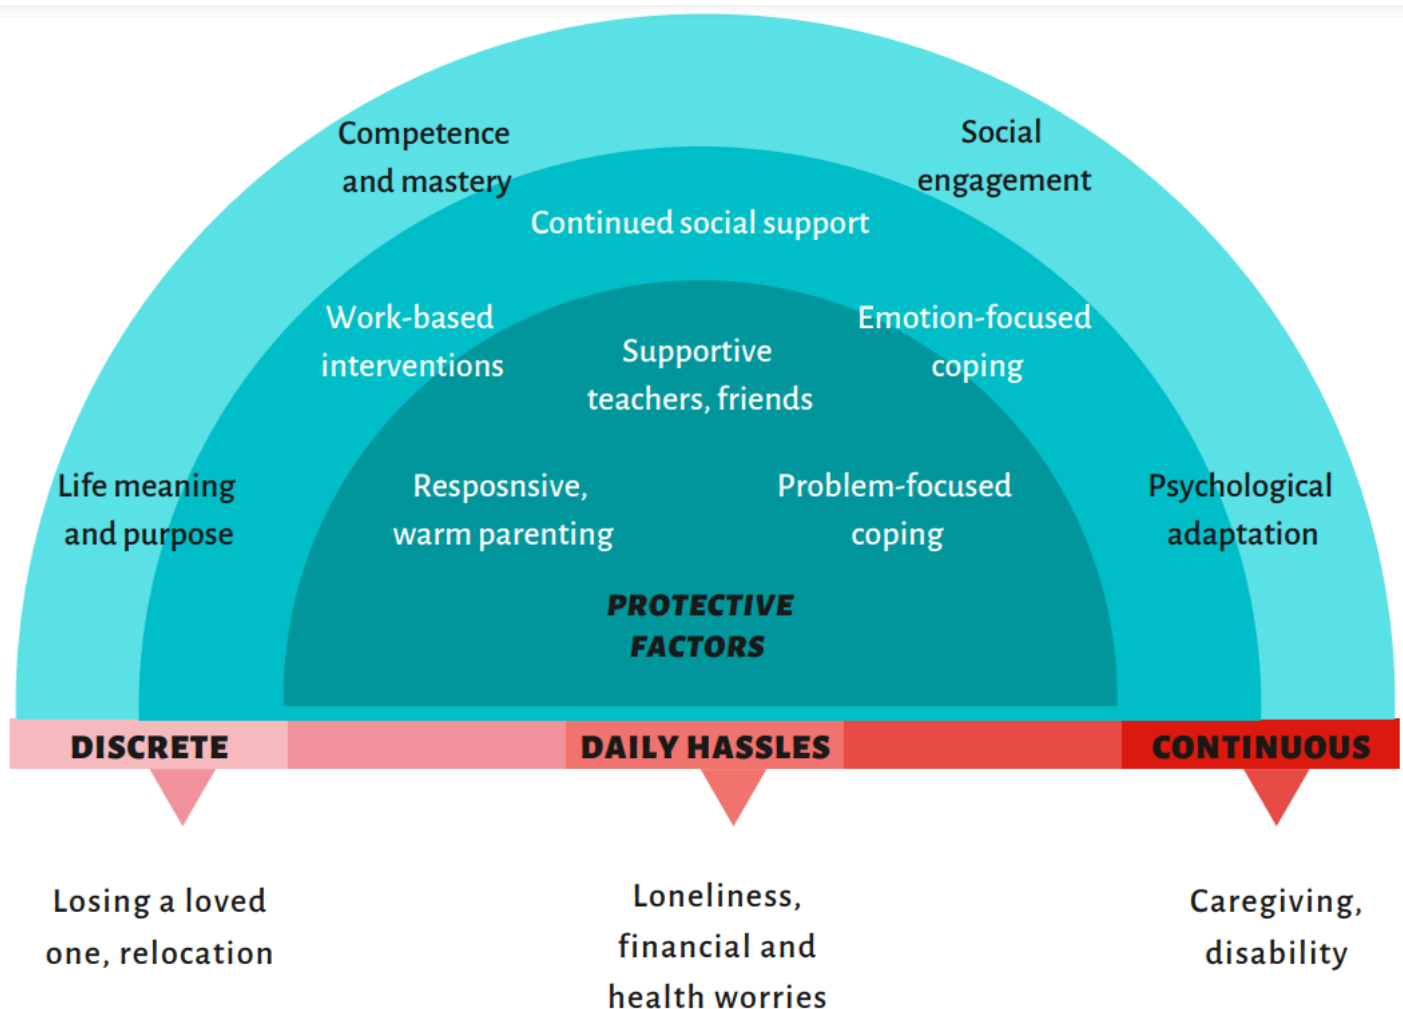 Competence
and mastery
Social
engagement
Continued social support
Work-based
interventions
Emotion-focused
coping
Supportive
teachers, friends
Life meaning
and purpose
Resposnsive,
warm parenting
Problem-focused
coping
Psychological
adaptation
PROTECTIVE
FACTORS
DISCRETE
DAILY HASSLES
CONTINUOUS
Losing a loved
one, relocation
Loneliness,
financial and
health worries
Caregiving,
disability